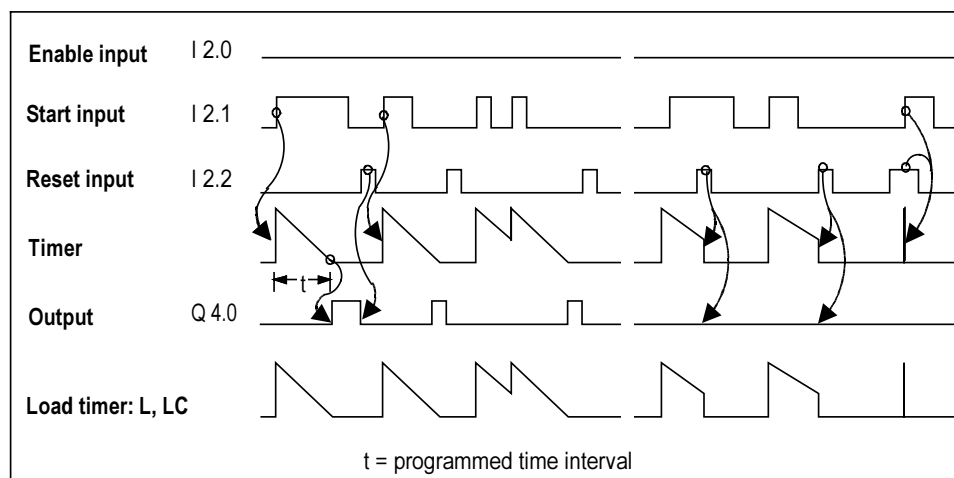 Enable input I 2.0
Start input I 2.1
Reset input I 2.2
Timer
t
Output Q 4.0
Load timer: L, LC
t = programmed time interval